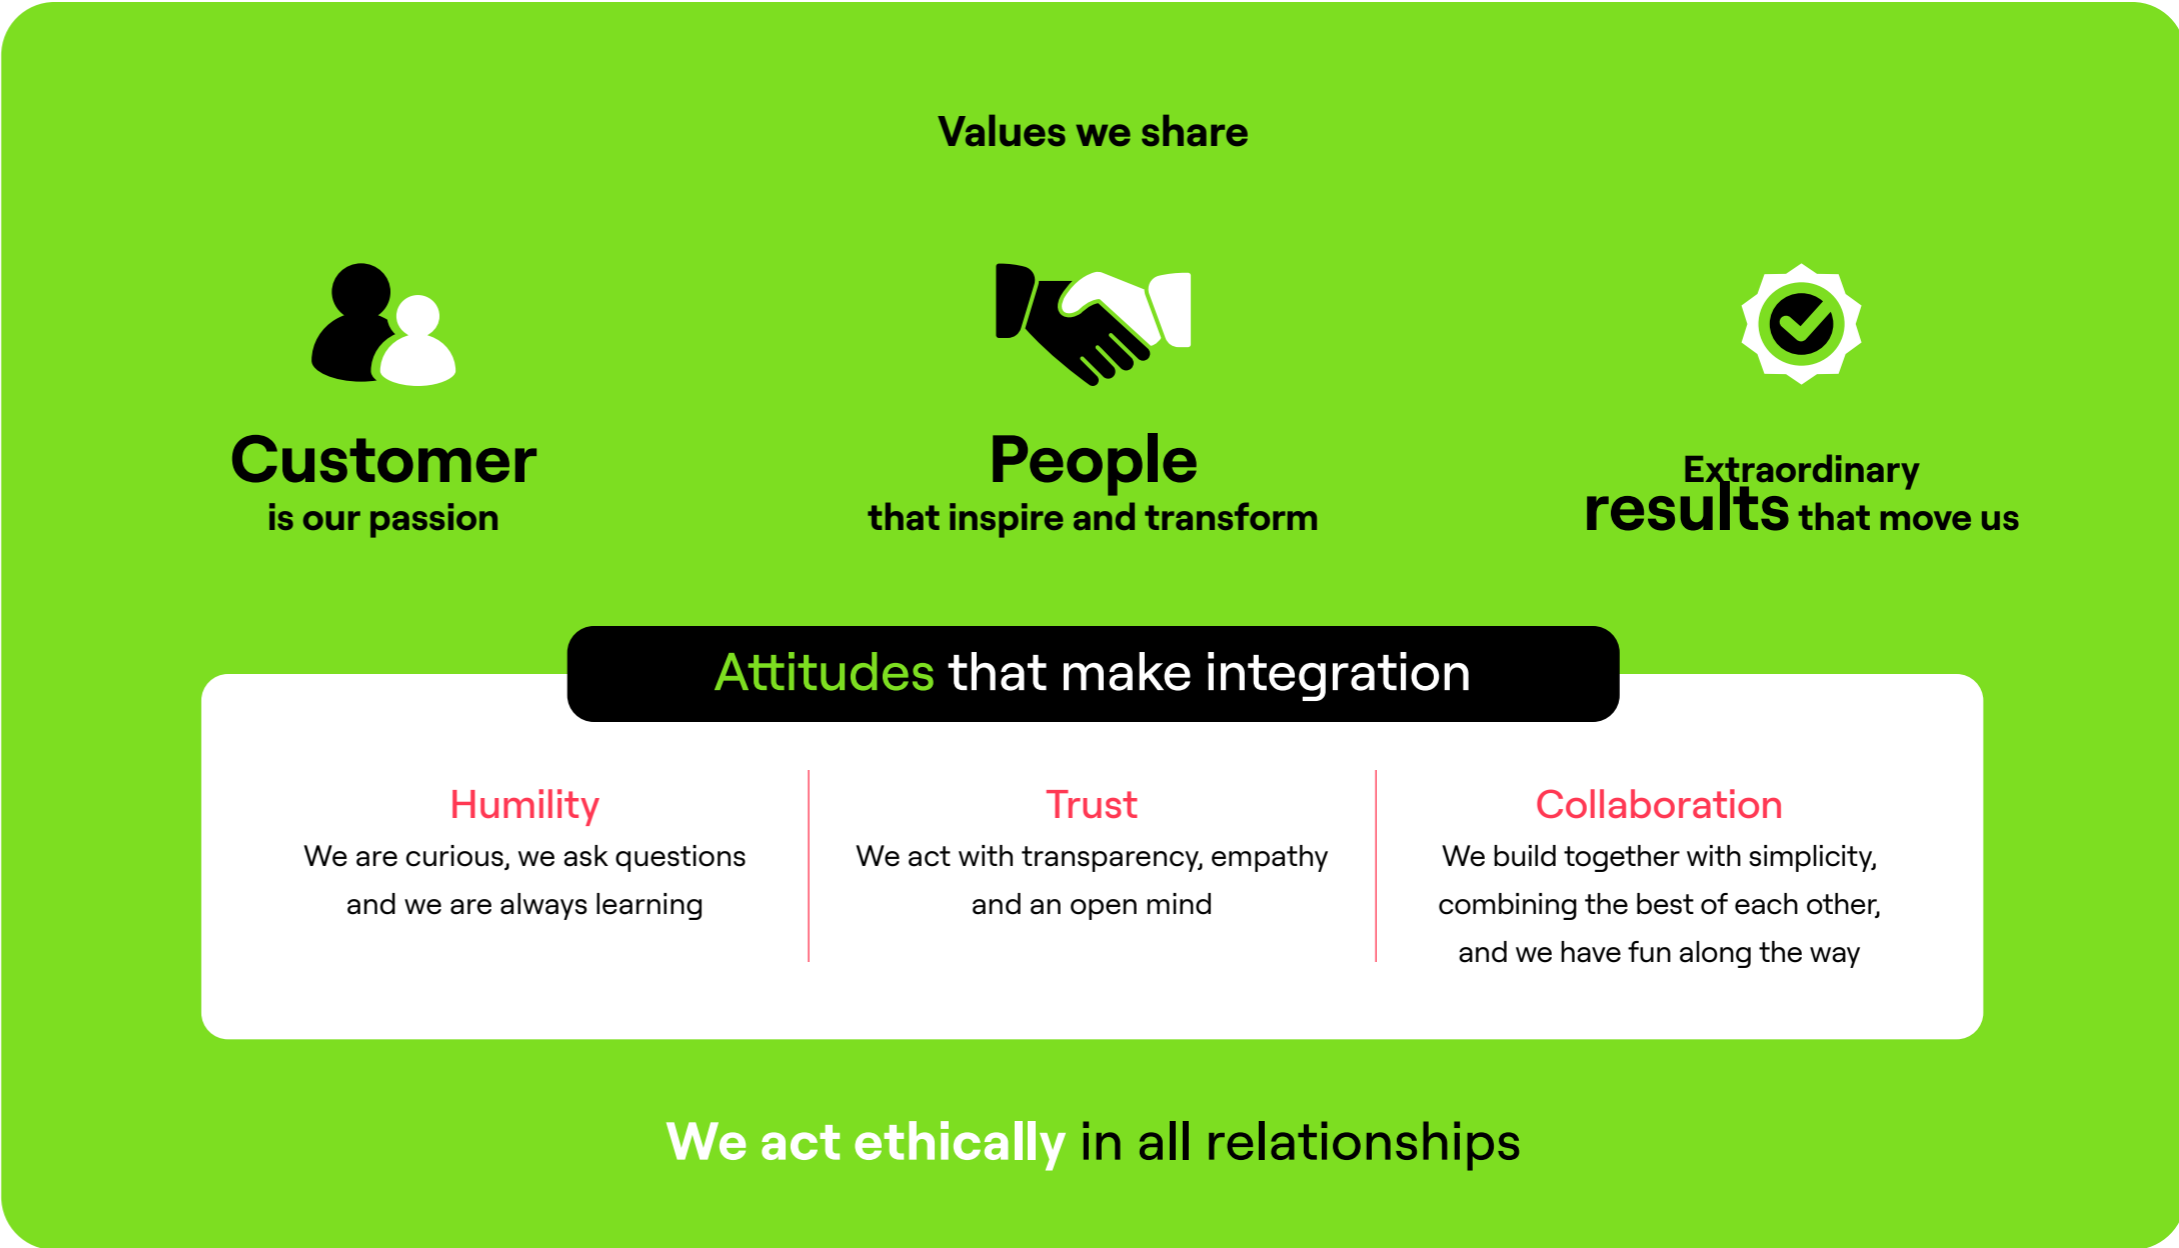 Values we share
Customer
is our passion
People
that inspire and transform
Extraordinary
results that move us
Attitudes that make integration
Humility
We are curious, we ask questions
and we are always learning
Trust
We act with transparency, empathy
and an open mind
Collaboration
We build together with simplicity,
combining the best of each other,
and we have fun along the way
We act ethically in all relationships